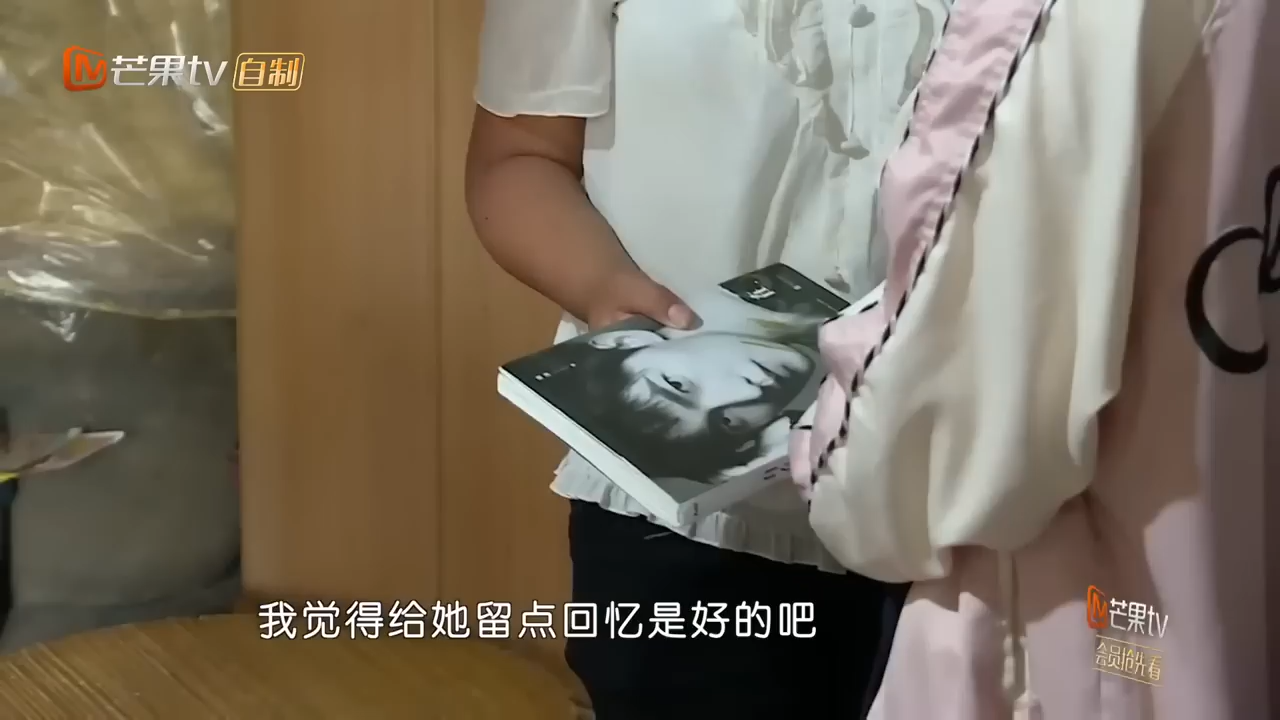 芒果tv 自制
我觉得给她留点回忆是好的吧
芒果tv
会员抢先看